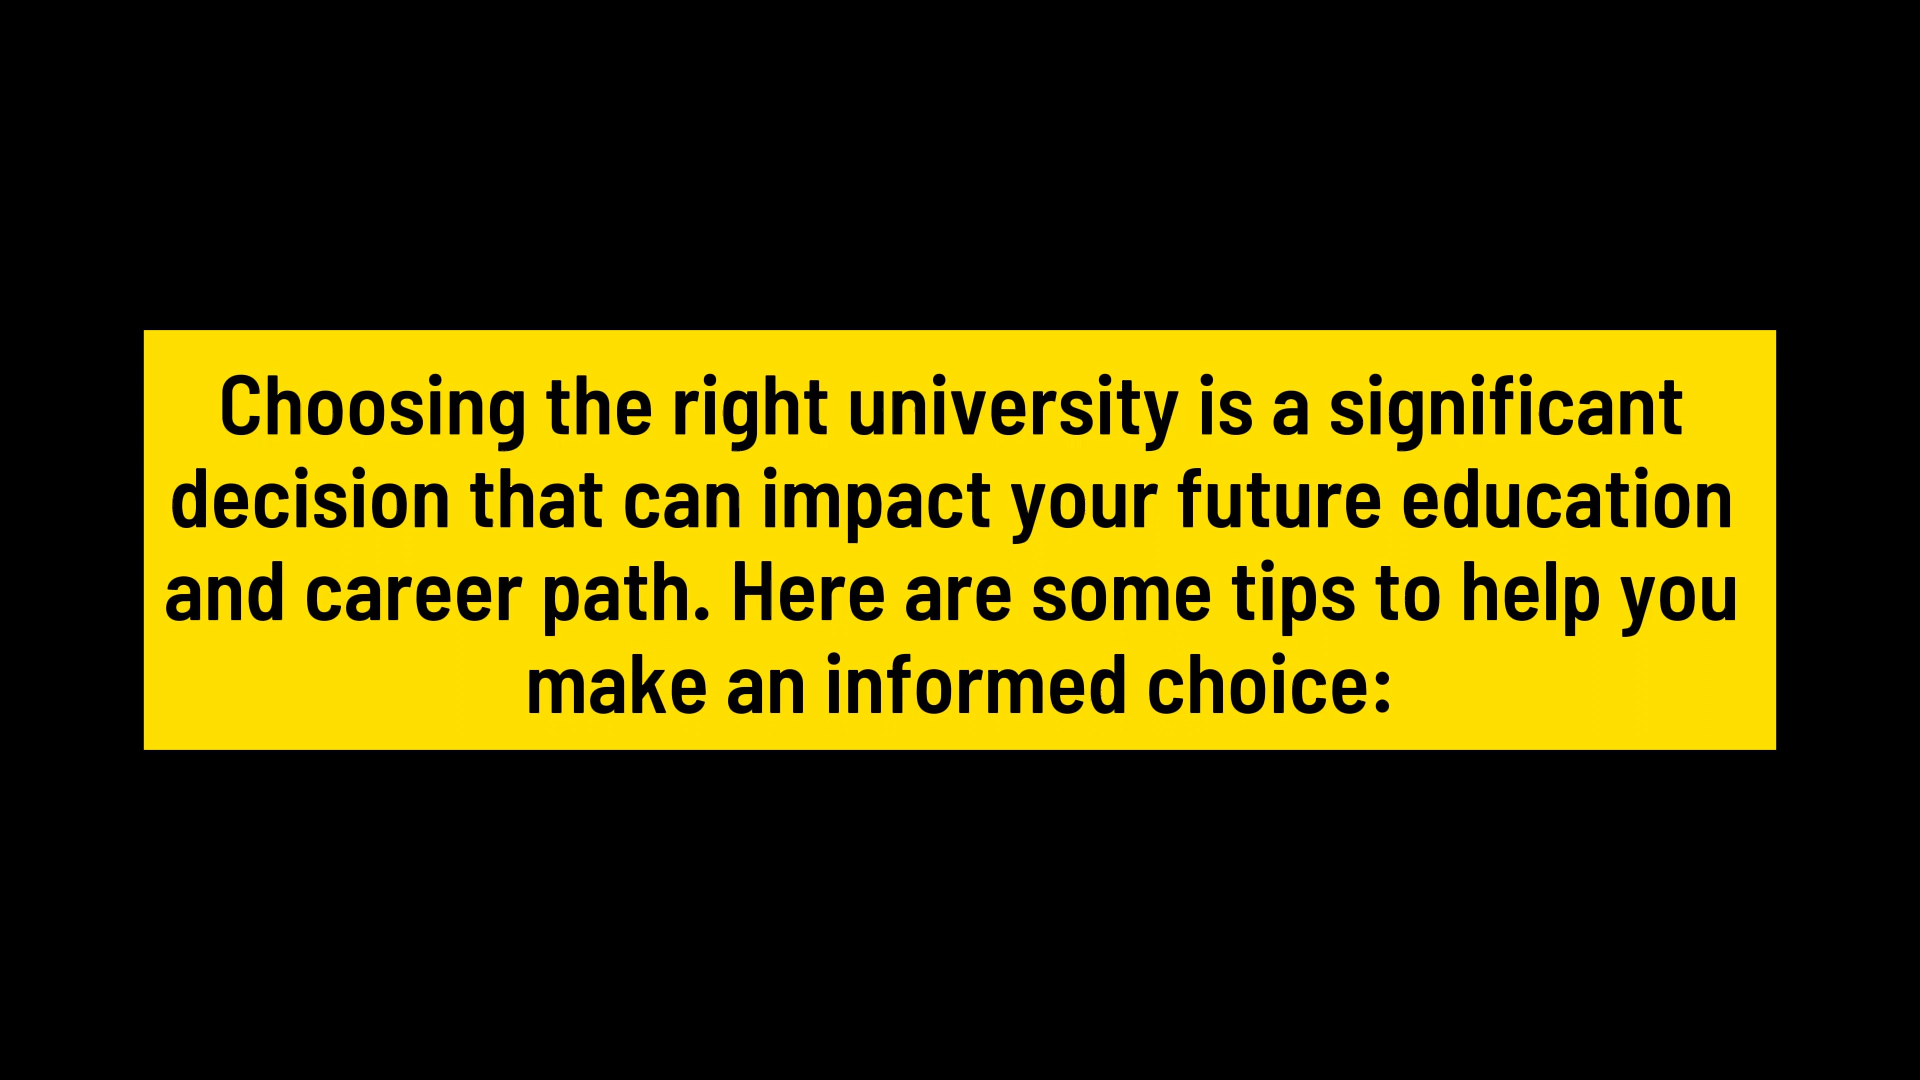 Choosing the right university is a significant
decision that can impact your future education
and career path. Here are some tips to help you
make an informed choice: